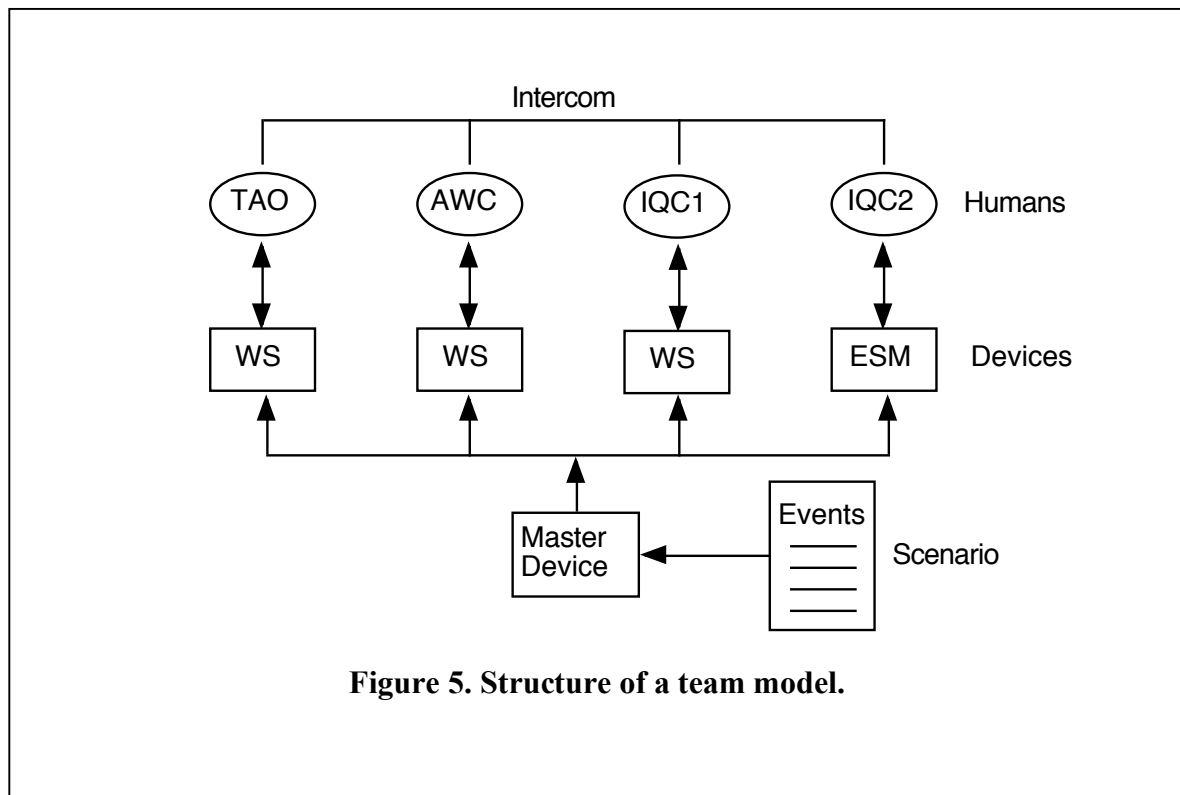 Intercom
TAO AWC IQC1 IQC2 Humans
WS WS WS ESM Devices
Events
Master
Device
Scenario
Figure 5. Structure of a team model.